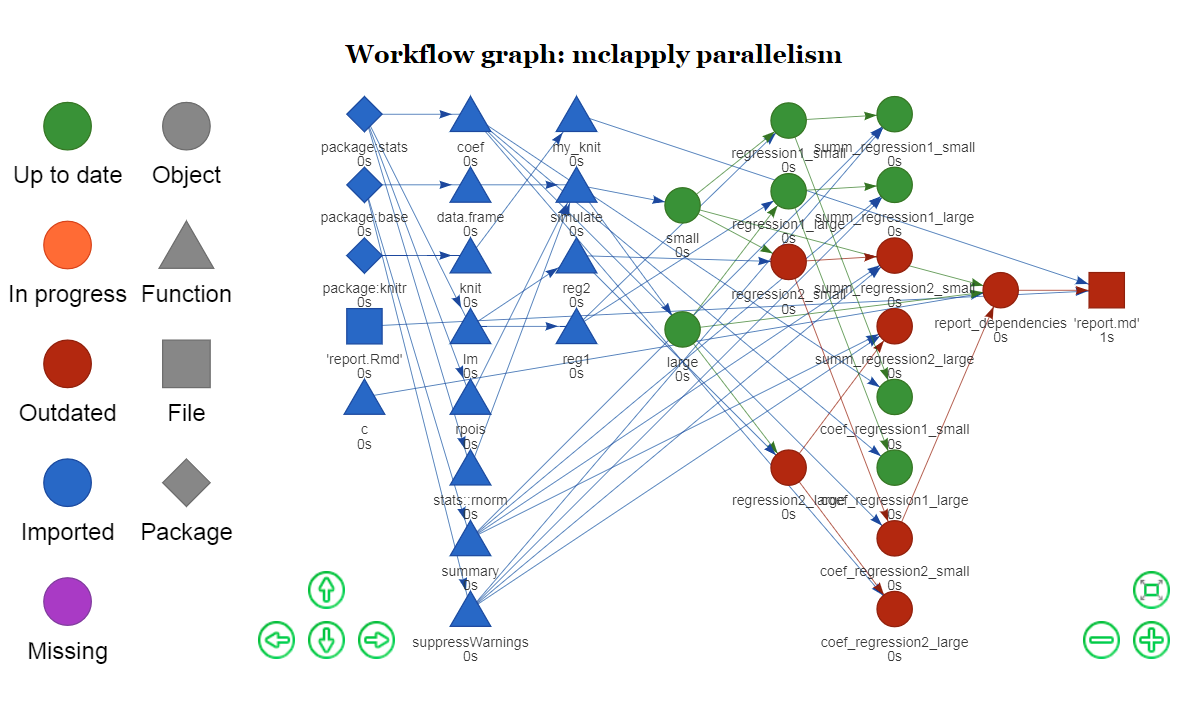 Workflow graph: mclapply parallelism
Up to date
Object
In progress
Function
Outdated
File
Imported
Package
Missing
package:stats
0s
package:base
0s
package:knitr
0s
'report.Rmd'
0s
c
0s
coef
0s
data.frame
0s
knit
0s
lm
0s
rpois
0s
stats::rnorm
0s
summary
0s
suppressWarnings
0s
my_knit
0s
simulate
0s
reg2
0s
reg1
0s
small
0s
large
0s
regression1_small
0s
regression1_large
0s
regression2_small
0s
regression2_large
0s
summ_regression1_small
0s
summ_regression1_large
0s
summ_regression2_small
0s
summ_regression2_large
0s
coef_regression1_small
0s
coef_regression1_large
0s
coef_regression2_small
0s
coef_regression2_large
0s
report_dependencies
0s
'report.md'
1s